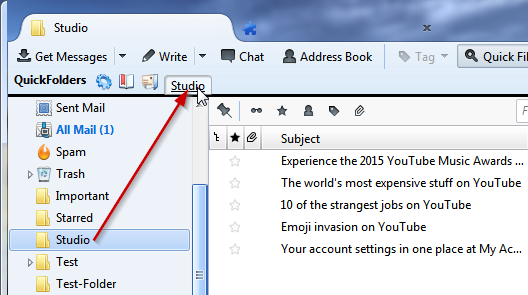 Studio
Get Messages Write Chat Address Book Tag Quick Fil
QuickFolders Studio
Sent Mail
All Mail (1)
Spam
Trash
Important
Starred
Studio
Test
Test-Folder
F
Subject
Experience the 2015 YouTube Music Awards ...
The world's most expensive stuff on YouTube
10 of the strangest jobs on YouTube
Emoji invasion on YouTube
Your account settings in one place at My Ac...